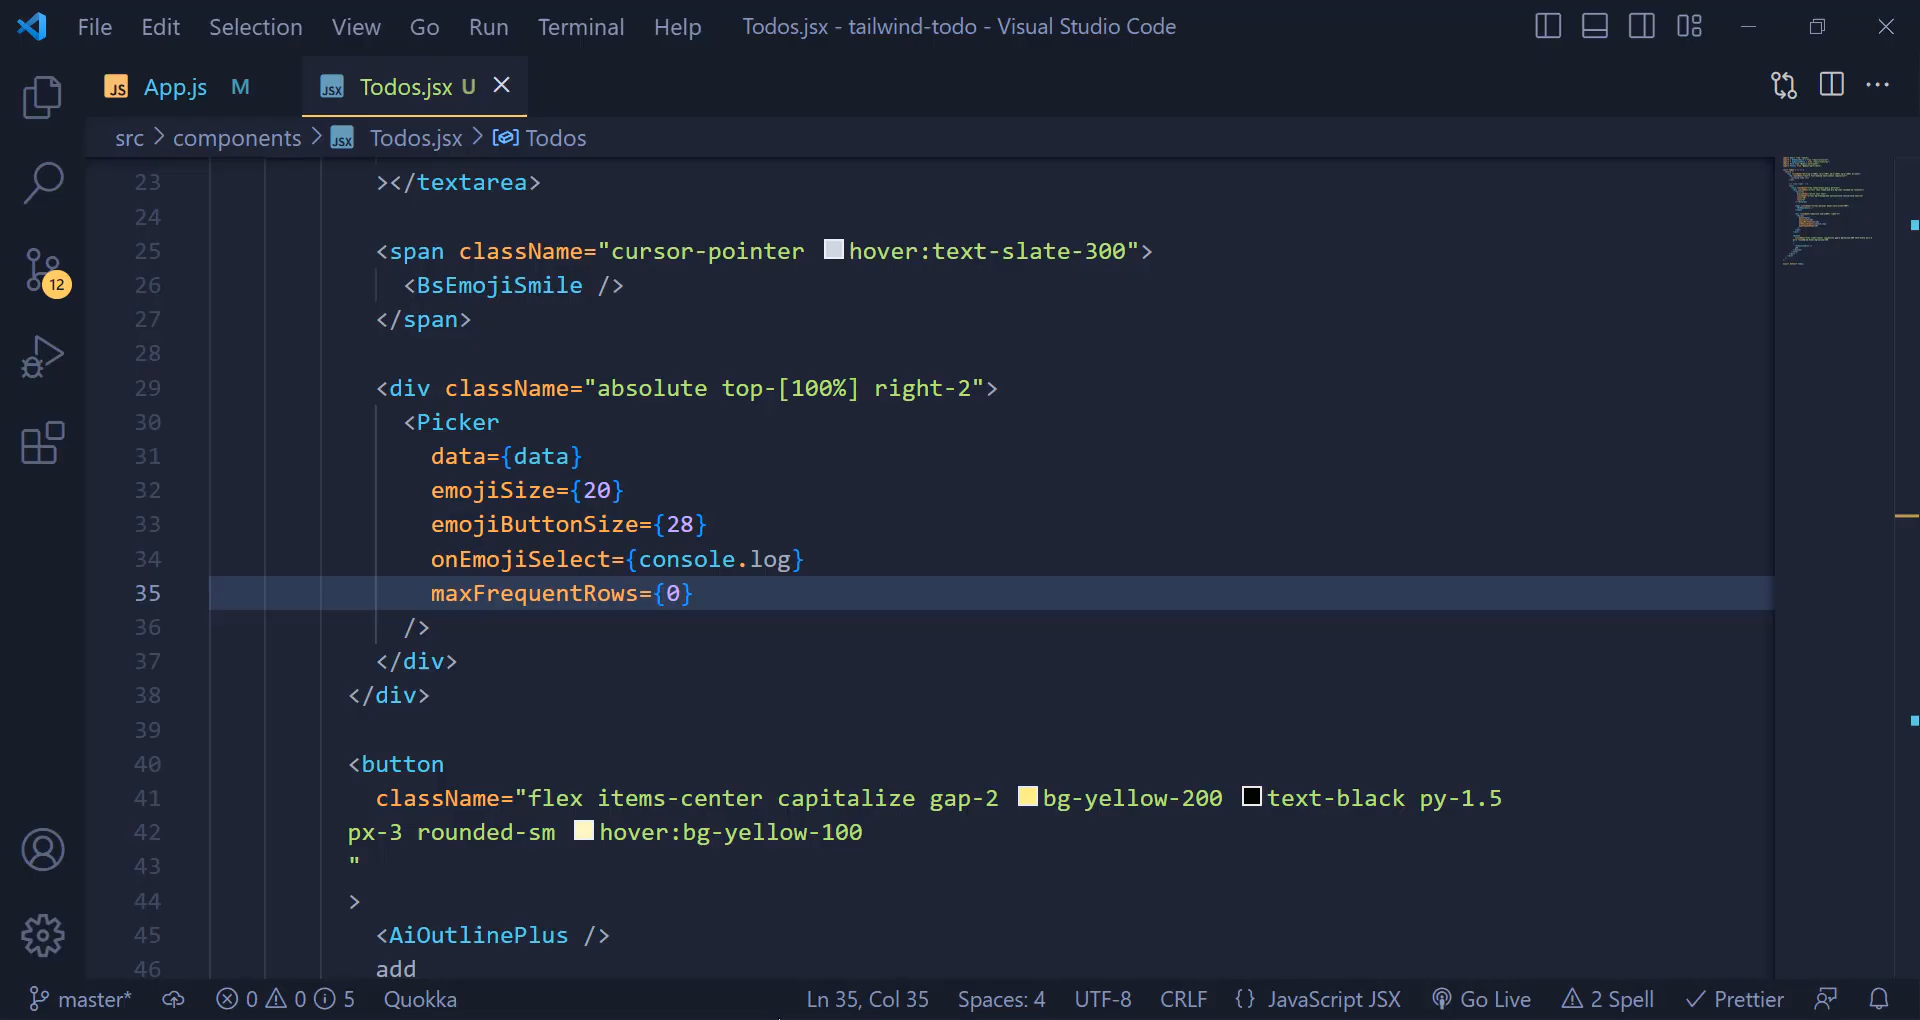 File Edit Selection View Go Run Terminal Help Todos.jsx - tailwind-todo - Visual Studio Code
JS App.js M JSX Todos.jsx U
src > components > JSX Todos.jsx > Todos
12
23 ></textarea>
24
25 <span className="cursor-pointer hover:text-slate-300">
26 <BsEmojiSmile />
27 </span>
28
29 <div className="absolute top-[100%] right-2">
30 <Picker
31 data={data}
32 emojiSize={20}
33 emojiButtonSize={28}
34 onEmojiSelect={console.log}
35 maxFrequentRows={0}
36 />
37 </div>
38 </div>
39
40 <button
41 className="flex items-center capitalize gap-2 bg-yellow-200 text-black py-1.5
42 px-3 rounded-sm hover:bg-yellow-100
43 "
44 >
45 <AiOutlinePlus />
46 add
master* 0 0 5 Quokka Ln 35, Col 35 Spaces: 4 UTF-8 CRLF {} JavaScript JSX Go Live 2 Spell Prettier